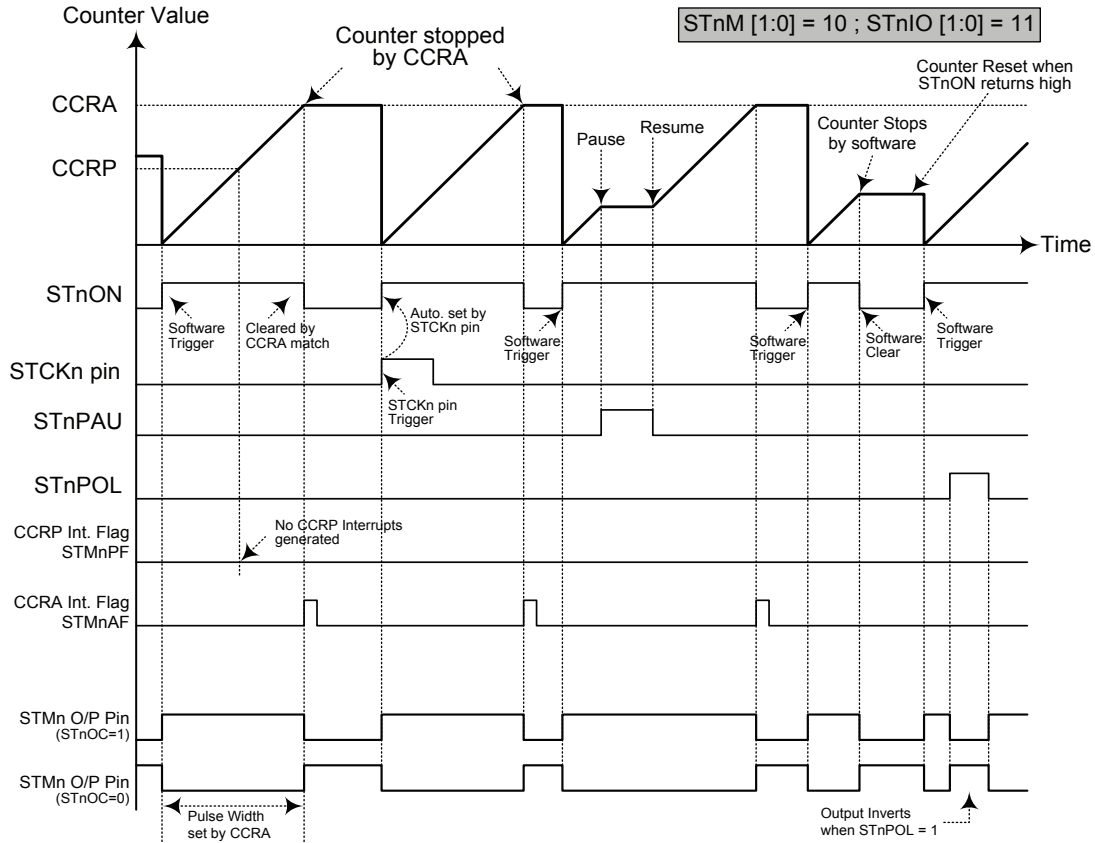 Counter Value
STnM [1:0] = 10 ; STnIO [1:0] = 11
Counter stopped
by CCRA
Counter Reset when
STnON returns high
CCRA
CCRP
Pause
Resume
Counter Stops
by software
Time
STnON
Software
Trigger
Cleared by
CCRA match
Auto. set by
STCKn pin
Software
Trigger
Software
Trigger
Software
Clear
Software
Trigger
STCKn pin
STCKn pin
Trigger
STnPAU
STnPOL
CCRP Int. Flag
STMnPF
No CCRP Interrupts
generated
CCRA Int. Flag
STMnAF
STMn O/P Pin
(STnOC=1)
STMn O/P Pin
(STnOC=0)
Pulse Width
set by CCRA
Output Inverts
when STnPOL = 1